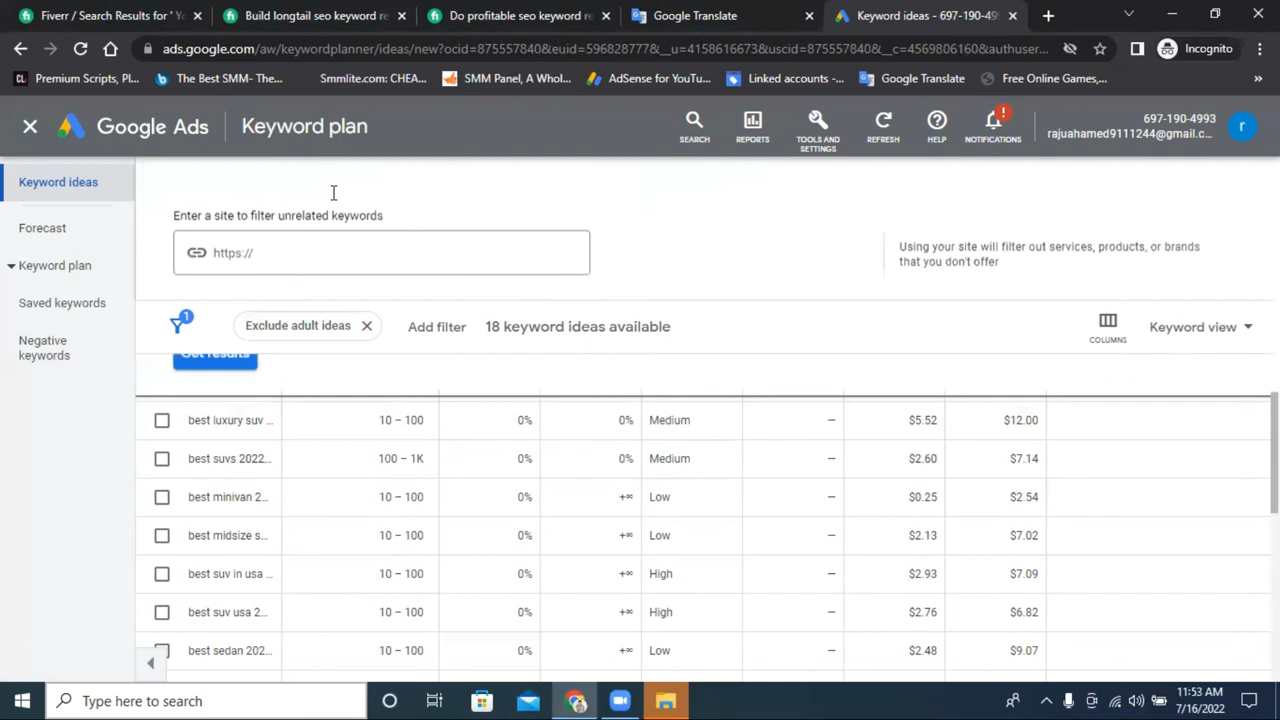 Fiverr / Search Results for ' Y
Build longtail seo keyword re
Do profitable seo keyword re
Google Translate
Keyword ideas - 697-190-499
ads.google.com/aw/keywordplanner/ideas/new?ocid=875557840&euid=596828777&__u=4158616673&uscid=875557840&__c=4569806160&authuser...
Incognito
Premium Scripts, Pl...
The Best SMM- The...
Smmlite.com: CHEA...
SMM Panel, A Whol...
AdSense for YouTu...
Linked accounts -...
Google Translate
Free Online Games,...
Google Ads
Keyword plan
SEARCH
REPORTS
TOOLS AND SETTINGS
REFRESH
HELP
NOTIFICATIONS
697-190-4993
rajuahamed9111244@gmail.c...
r
Keyword ideas
Forecast
Keyword plan
Saved keywords
Negative keywords
Enter a site to filter unrelated keywords
https://
Using your site will filter out services, products, or brands
that you don't offer
1
Exclude adult ideas
Add filter
18 keyword ideas available
COLUMNS
Keyword view
Get results
best luxury suv ... 10 – 100 0% 0% Medium – $5.52 $12.00
best suvs 2022... 100 – 1K 0% 0% Medium – $2.60 $7.14
best minivan 2... 10 – 100 0% +∞ Low – $0.25 $2.54
best midsize s... 10 – 100 0% +∞ Low – $2.13 $7.02
best suv in usa ... 10 – 100 0% +∞ High – $2.93 $7.09
best suv usa 2... 10 – 100 0% +∞ High – $2.76 $6.82
best sedan 202... 10 – 100 0% +∞ Low – $2.48 $9.07
Type here to search
11:53 AM
7/16/2022